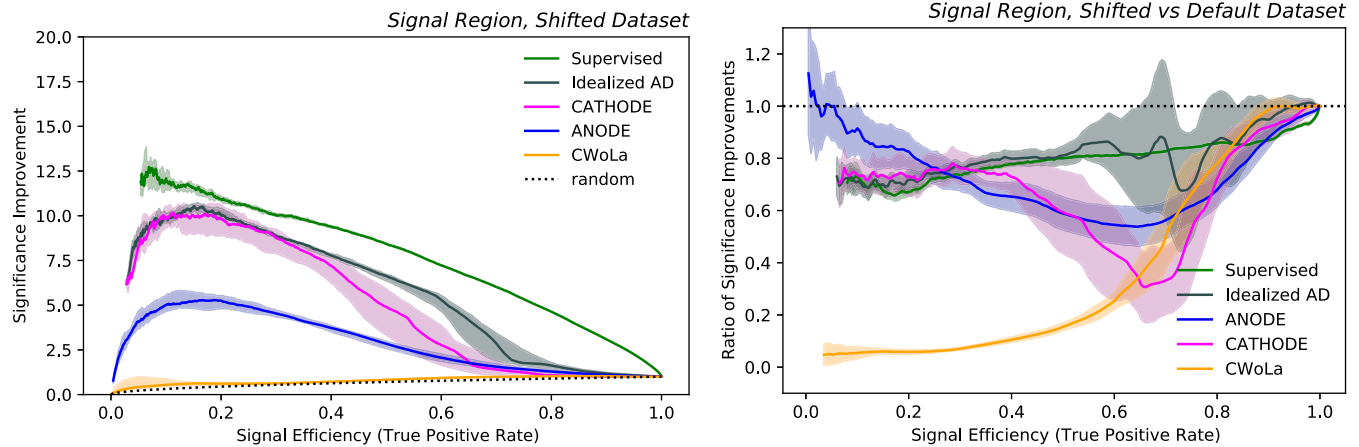 Signal Region, Shifted Dataset
20.0
17.5
15.0
12.5
10.0
7.5
5.0
2.5
0.0
Significance Improvement
Supervised
Idealized AD
CATHODE
ANODE
CWoLa
random
0.0 0.2 0.4 0.6 0.8 1.0
Signal Efficiency (True Positive Rate)
Signal Region, Shifted vs Default Dataset
1.2
1.0
0.8
0.6
0.4
0.2
0.0
Ratio of Significance Improvements
Supervised
Idealized AD
ANODE
CATHODE
CWoLa
0.0 0.2 0.4 0.6 0.8 1.0
Signal Efficiency (True Positive Rate)